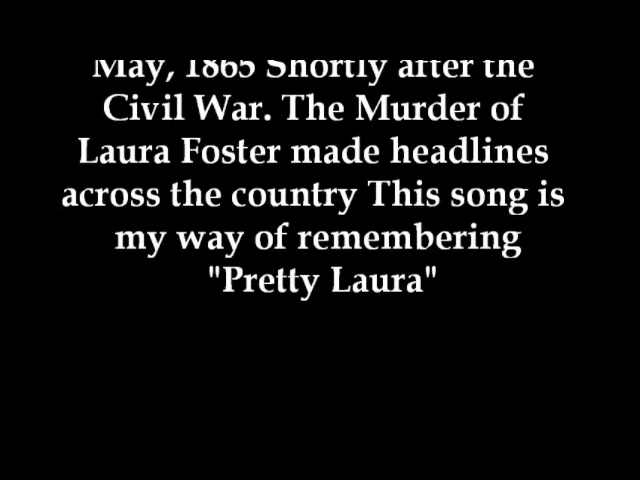 May, 1865 Shortly after the
Civil War. The Murder of
Laura Foster made headlines
across the country This song is
my way of remembering
"Pretty Laura"